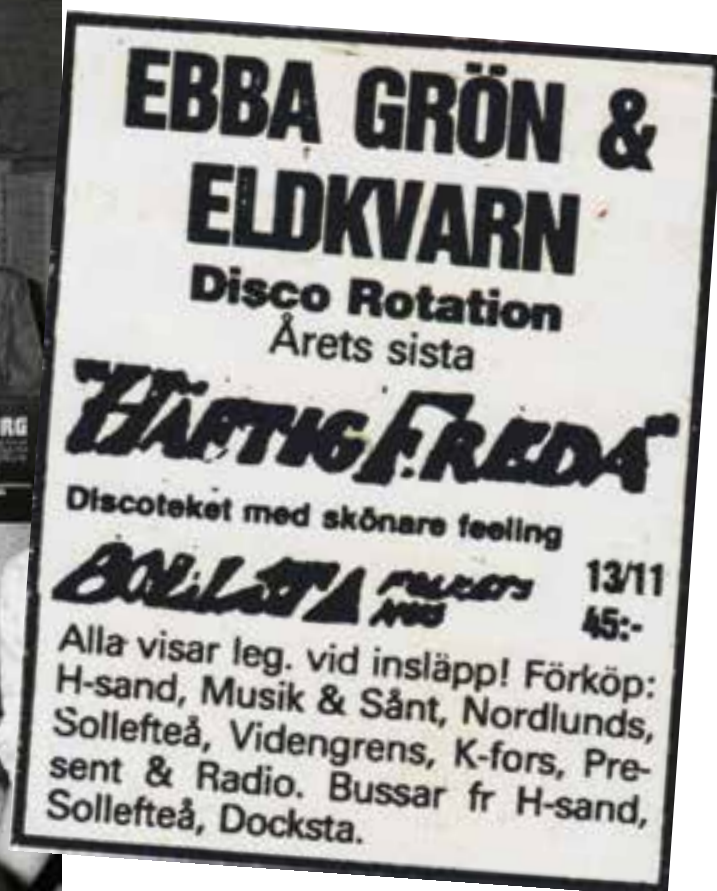 RG
EBBA GRÖN &
ELDKVARN
Disco Rotation
Årets sista
"HÄFTIG FREDA"
Discoteket med skönare feeling
BOLLSTA FOLKETS 13/11
45:-
Alla visar leg. vid insläpp! Förköp:
H-sand, Musik & Sånt, Nordlunds,
Sollefteå, Videngrens, K-fors, Pre-
sent & Radio. Bussar fr H-sand,
Sollefteå, Docksta.